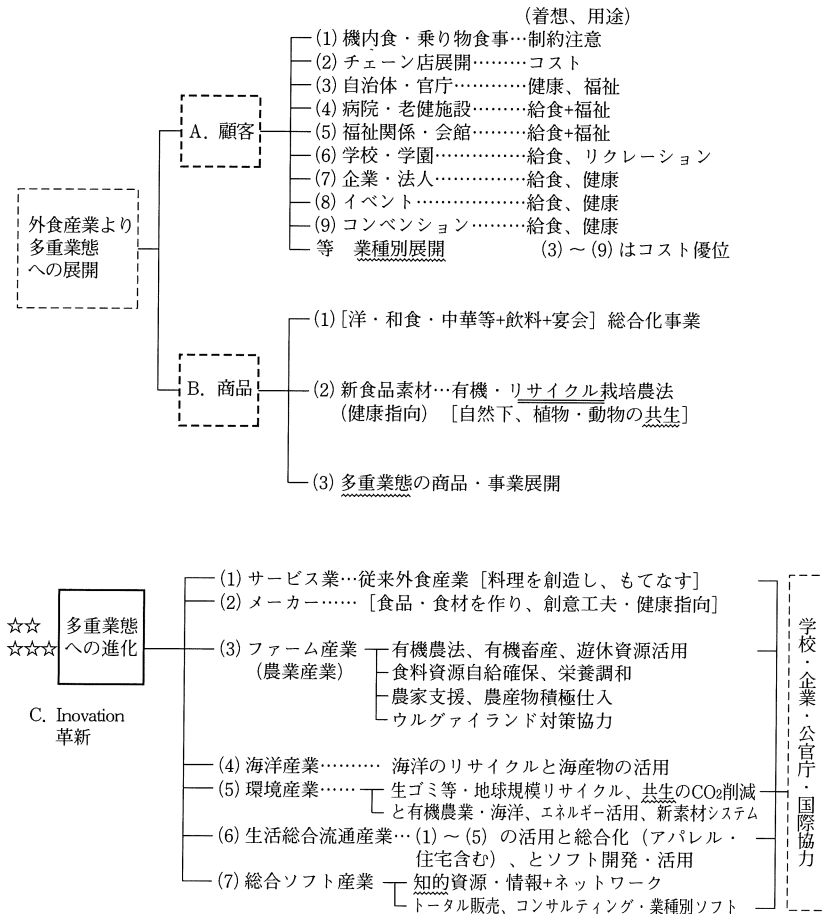 (着想、用途)
(1) 機内食・乗り物食事…制約注意
(2) チェーン店展開………コスト
(3) 自治体・官庁…………健康、福祉
(4) 病院・老健施設………給食+福祉
A. 顧客
(5) 福祉関係・会館………給食+福祉
(6) 学校・学園……………給食、リクレーション
(7) 企業・法人……………給食、健康
(8) イベント………………給食、健康
(9) コンベンション………給食、健康
等 業種別展開 (3)~(9)はコスト優位
外食産業より
多重業態
への展開
(1) [洋・和食・中華等+飲料+宴会] 総合化事業
B. 商品
(2) 新食品素材…有機・リサイクル栽培農法
(健康指向) [自然下、植物・動物の共生]
(3) 多重業態の商品・事業展開
(1) サービス業…従来外食産業 [料理を創造し、もてなす]
(2) メーカー…… [食品・食材を作り、創意工夫・健康指向]
☆☆
☆☆☆
多重業態
への進化
(3) ファーム産業
(農業産業)
有機農法、有機畜産、遊休資源活用
食料資源自給確保、栄養調和
農家支援、農産物積極仕入
ウルグァイランド対策協力
C. Inovation
革新
(4) 海洋産業………… 海洋のリサイクルと海産物の活用
(5) 環境産業…… 生ゴミ等・地球規模リサイクル、共生のCO₂削減
と有機農業・海洋、エネルギー活用、新素材システム
(6) 生活総合流通産業… (1)~(5) の活用と総合化 (アパレル・
住宅含む) 、とソフト開発・活用
(7) 総合ソフト産業 知的資源・情報+ネットワーク
トータル販売、コンサルティング・業種別ソフト
学校・企業・公官庁・国際協力